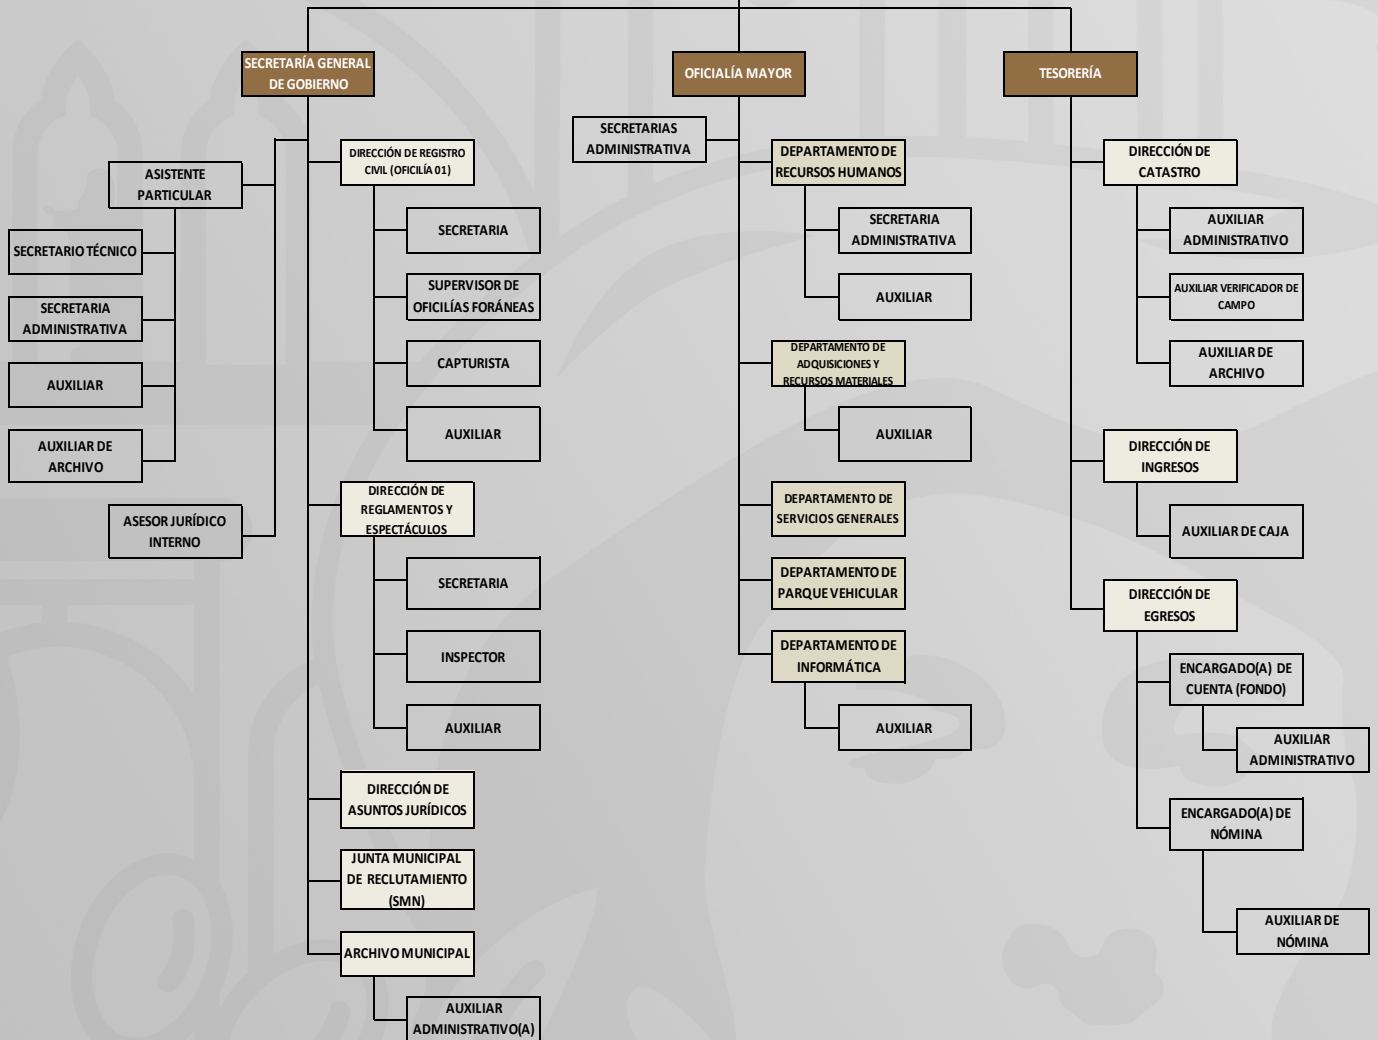 SECRETARÍA GENERAL
DE GOBIERNO
ASISTENTE
PARTICULAR
SECRETARIO TÉCNICO
SECRETARIA
ADMINISTRATIVA
AUXILIAR
AUXILIAR DE
ARCHIVO
ASESOR JURÍDICO
INTERNO
DIRECCIÓN DE REGISTRO
CIVIL (OFICILÍA 01)
SECRETARIA
SUPERVISOR DE
OFICILÍAS FORÁNEAS
CAPTURISTA
AUXILIAR
DIRECCIÓN DE
REGLAMENTOS Y
ESPECTÁCULOS
SECRETARIA
INSPECTOR
AUXILIAR
DIRECCIÓN DE
ASUNTOS JURÍDICOS
JUNTA MUNICIPAL
DE RECLUTAMIENTO
(SMN)
ARCHIVO MUNICIPAL
AUXILIAR
ADMINISTRATIVO(A)
OFICIALÍA MAYOR
SECRETARIAS
ADMINISTRATIVA
DEPARTAMENTO DE
RECURSOS HUMANOS
SECRETARIA
ADMINISTRATIVA
AUXILIAR
DEPARTAMENTO DE
ADQUISICIONES Y
RECURSOS MATERIALES
AUXILIAR
DEPARTAMENTO DE
SERVICIOS GENERALES
DEPARTAMENTO DE
PARQUE VEHICULAR
DEPARTAMENTO DE
INFORMÁTICA
AUXILIAR
TESORERÍA
DIRECCIÓN DE
CATASTRO
AUXILIAR
ADMINISTRATIVO
AUXILIAR VERIFICADOR DE
CAMPO
AUXILIAR DE
ARCHIVO
DIRECCIÓN DE
INGRESOS
AUXILIAR DE CAJA
DIRECCIÓN DE
EGRESOS
ENCARGADO(A) DE
CUENTA (FONDO)
AUXILIAR
ADMINISTRATIVO
ENCARGADO(A) DE
NÓMINA
AUXILIAR DE
NÓMINA